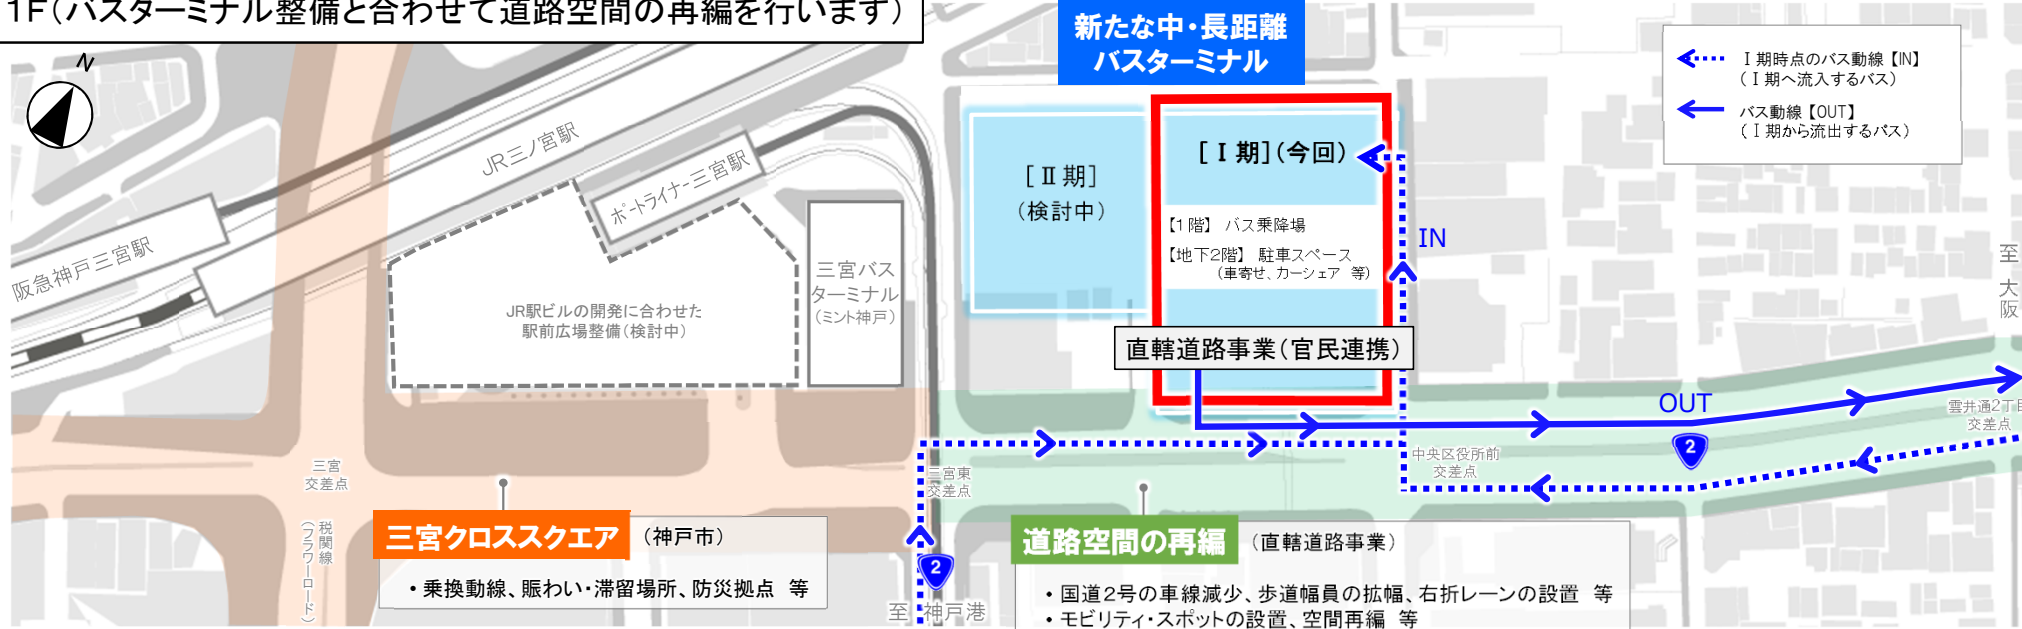 1F(バスターミナル整備と合わせて道路空間の再編を行います)
N
新たな中・長距離
バスターミナル
Ⅰ期時点のバス動線【IN】
(Ⅰ期へ流入するバス)
バス動線【OUT】
(Ⅰ期から流出するバス)
JR三ノ宮駅
ポートライナー三宮駅
阪急神戸三宮駅
[Ⅱ期]
(検討中)
[Ⅰ期](今回)
【1階】 バス乗降場
【地下2階】 駐車スペース
(車寄せ、カーシェア 等)
IN
至 大阪
三宮バス
ターミナル
(ミント神戸)
JR駅ビルの開発に合わせた
駅前広場整備(検討中)
直轄道路事業(官民連携)
OUT
雲井通2丁目
交差点
2
中央区役所前
交差点
三宮
交差点
三宮東
交差点
税関線
(フラワーロード)
三宮クロススクエア (神戸市)
・乗換動線、賑わい・滞留場所、防災拠点 等
2
至 神戸港
道路空間の再編 (直轄道路事業)
・国道2号の車線減少、歩道幅員の拡幅、右折レーンの設置 等
・モビリティ・スポットの設置、空間再編 等